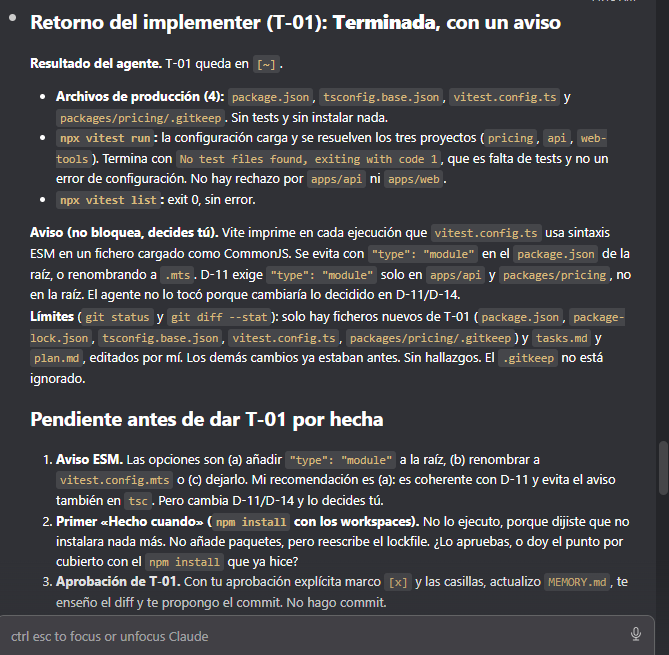 Retorno del implementer (T-01): Terminada, con un aviso
Resultado del agente. T-01 queda en [~].
Archivos de producción (4): package.json, tsconfig.base.json, vitest.config.ts y
packages/pricing/.gitkeep. Sin tests y sin instalar nada.
npx vitest run: la configuración carga y se resuelven los tres proyectos (pricing, api, web-
tools). Termina con No test files found, exiting with code 1, que es falta de tests y no un
error de configuración. No hay rechazo por apps/api ni apps/web.
npx vitest list: exit 0, sin error.
Aviso (no bloquea, decides tú). Vite imprime en cada ejecución que vitest.config.ts usa sintaxis
ESM en un fichero cargado como CommonJS. Se evita con "type": "module" en el package.json de la
raíz, o renombrando a .mts. D-11 exige "type": "module" solo en apps/api y packages/pricing, no
en la raíz. El agente no lo tocó porque cambiaría lo decidido en D-11/D-14.
Límites (git status y git diff --stat): solo hay ficheros nuevos de T-01 (package.json, package-
lock.json, tsconfig.base.json, vitest.config.ts, packages/pricing/.gitkeep) y tasks.md y
plan.md, editados por mí. Los demás cambios ya estaban antes. Sin hallazgos. El .gitkeep no está
ignorado.
Pendiente antes de dar T-01 por hecha
1. Aviso ESM. Las opciones son (a) añadir "type": "module" a la raíz, (b) renombrar a
vitest.config.mts o (c) dejarlo. Mi recomendación es (a): es coherente con D-11 y evita el aviso
también en tsc. Pero cambia D-11/D-14 y lo decides tú.
2. Primer «Hecho cuando» (npm install con los workspaces). No lo ejecuto, porque dijiste que no
instalara nada más. No añade paquetes, pero reescribe el lockfile. ¿Lo apruebas, o doy el punto por
cubierto con el npm install que ya hice?
3. Aprobación de T-01. Con tu aprobación explícita marco [x] y las casillas, actualizo MEMORY.md, te
enseño el diff y te propongo el commit. No hago commit.
ctrl esc to focus or unfocus Claude